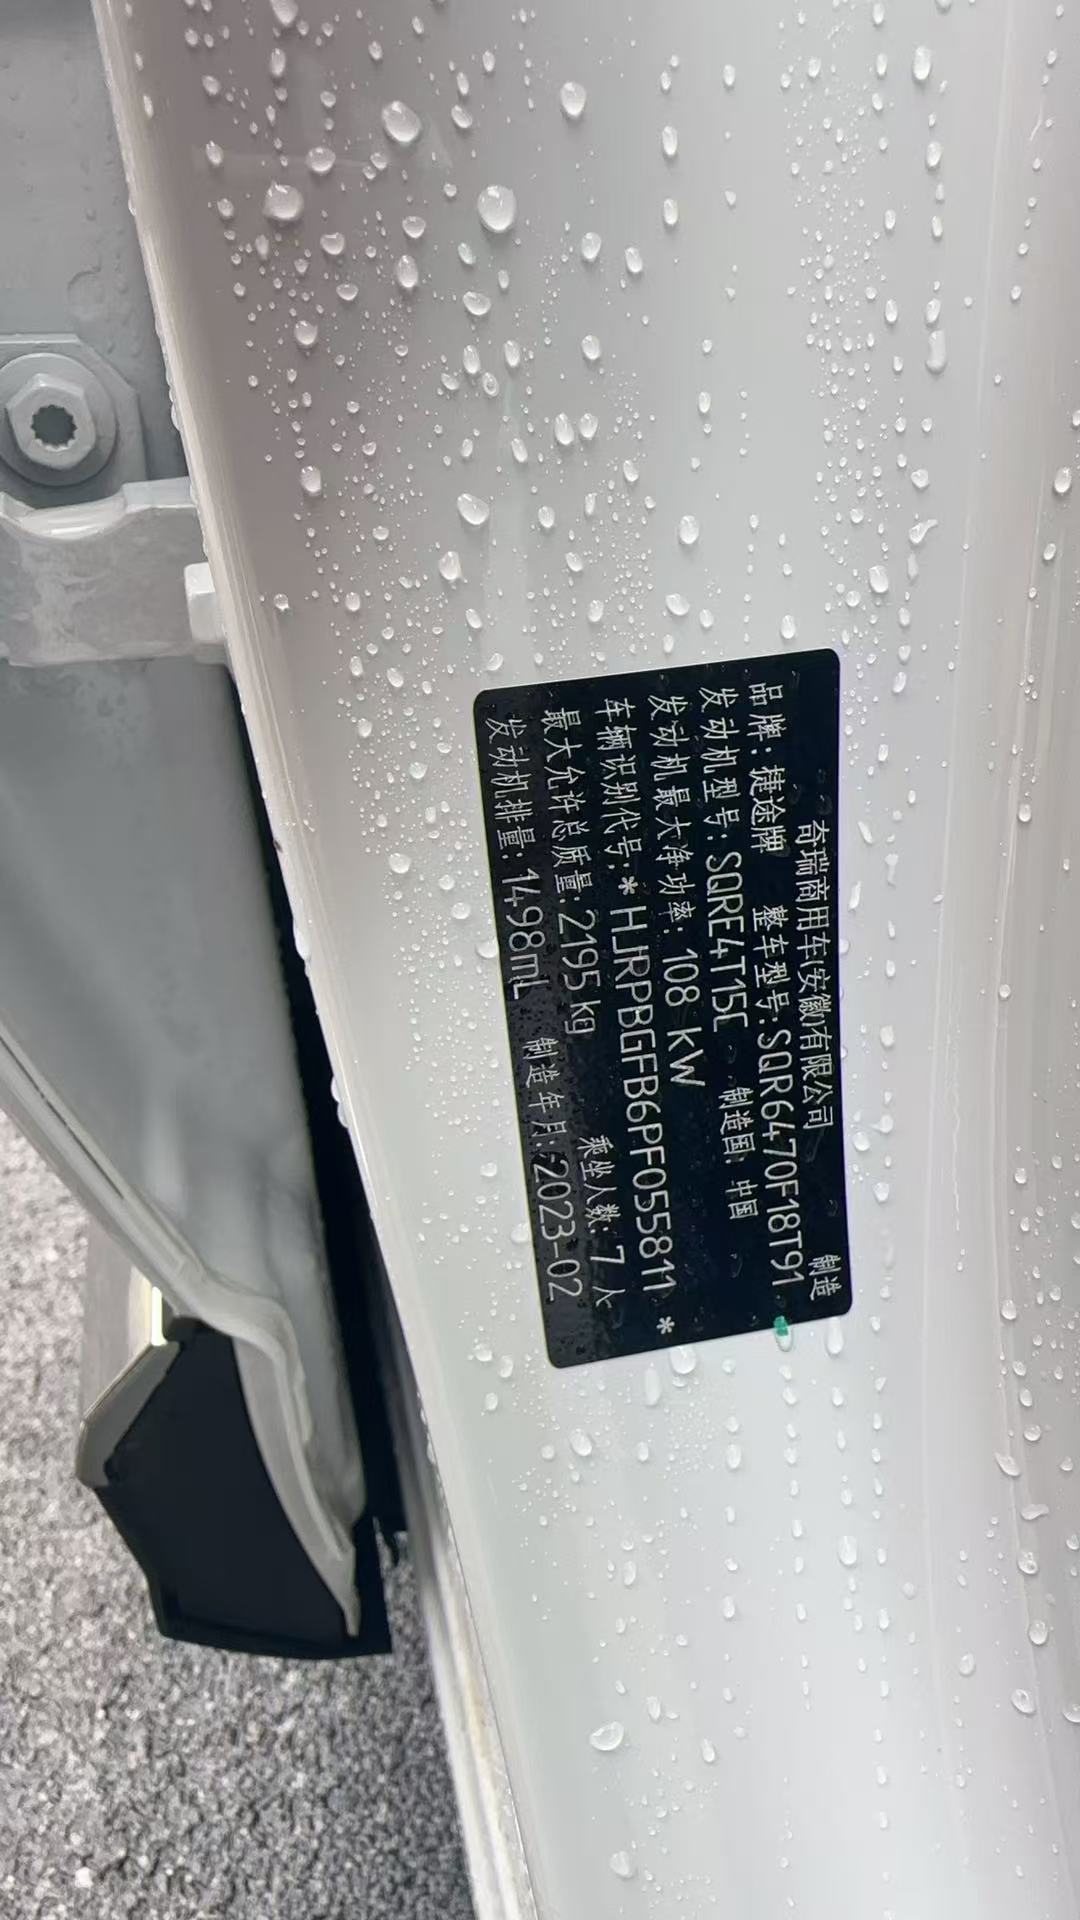 奇瑞商用车(安徽)有限公司 制造
品牌: 捷途牌 整车型号: SQR6470F18T91
发动机型号: SQRE4T15C 制造国: 中国
发动机最大净功率: 108 kW
车辆识别代号: *HJRPBGFB6PF055811*
最大允许总质量: 2195 kg 乘坐人数: 7 人
发动机排量: 1498mL 制造年月: 2023-02